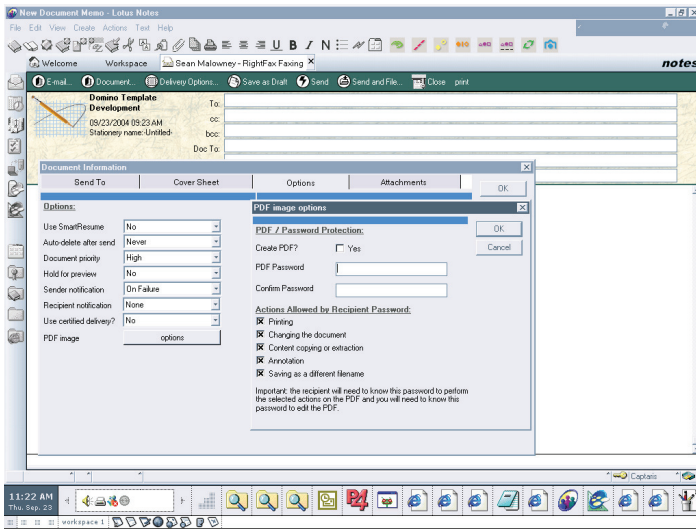 New Document Memo - Lotus Notes
File Edit View Create Actions Text Help
Welcome Workspace Sean Malowney - RightFax Faxing notes
E-mail... Document... Delivery Options... Save as Draft Send Send and File... Close print
Domino Template
Development
09/23/2004 09:23 AM
Stationery name:-Untitled-
To:
cc:
bcc:
Doc To:
Document Information
Send To Cover Sheet Options Attachments OK
Options:
Use SmartResume No
Auto-delete after send Never
Document priority High
Hold for preview No
Sender notification On Failure
Recipient notification None
Use certified delivery? No
PDF image options
PDF image options
PDF / Password Protection: OK
Create PDF? Yes Cancel
PDF Password
Confirm Password
Actions Allowed by Recipient Password:
Printing
Changing the document
Content copying or extraction
Annotation
Saving as a different filename
Important: the recipient will need to know this password to perform
the selected actions on the PDF and you will need to know this
password to edit the PDF.
Captaris
11:22 AM
Thu. Sep. 23
workspace 1